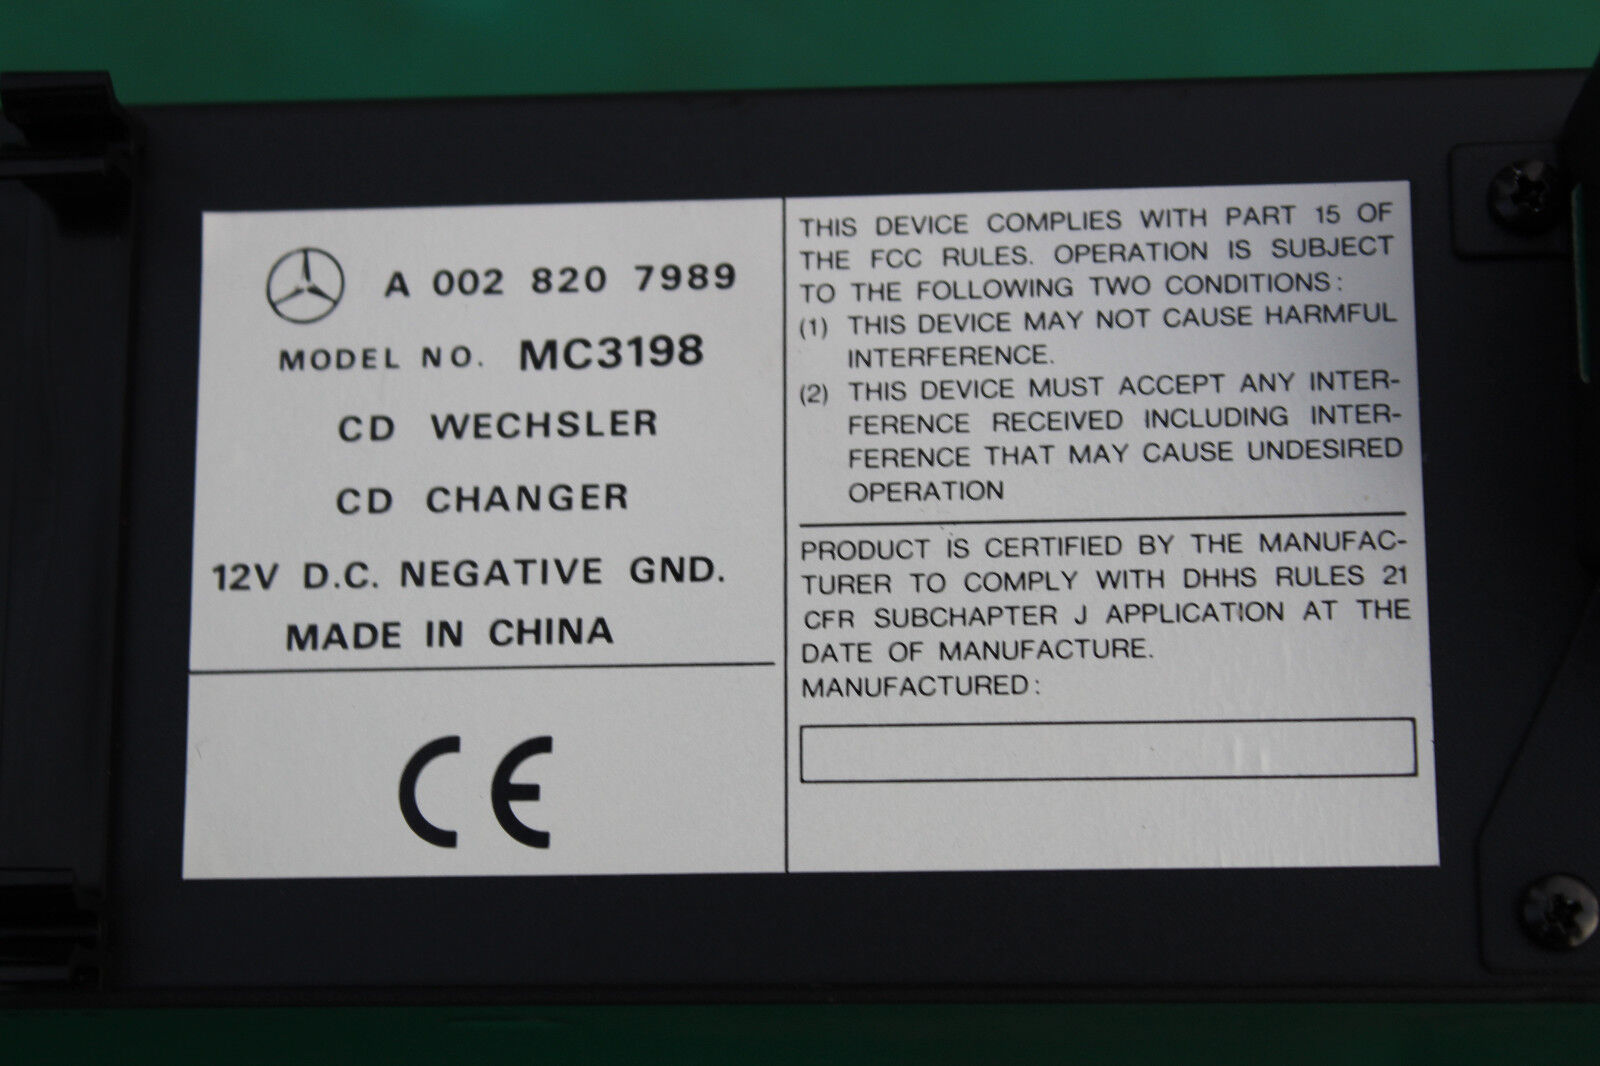 A 002 820 7989
MODEL NO. MC3198
CD WECHSLER
CD CHANGER
12V D.C. NEGATIVE GND.
MADE IN CHINA
CE
THIS DEVICE COMPLIES WITH PART 15 OF
THE FCC RULES. OPERATION IS SUBJECT
TO THE FOLLOWING TWO CONDITIONS:
(1) THIS DEVICE MAY NOT CAUSE HARMFUL
INTERFERENCE.
(2) THIS DEVICE MUST ACCEPT ANY INTER-
FERENCE RECEIVED INCLUDING INTER-
FERENCE THAT MAY CAUSE UNDESIRED
OPERATION
PRODUCT IS CERTIFIED BY THE MANUFAC-
TURER TO COMPLY WITH DHHS RULES 21
CFR SUBCHAPTER J APPLICATION AT THE
DATE OF MANUFACTURE.
MANUFACTURED: